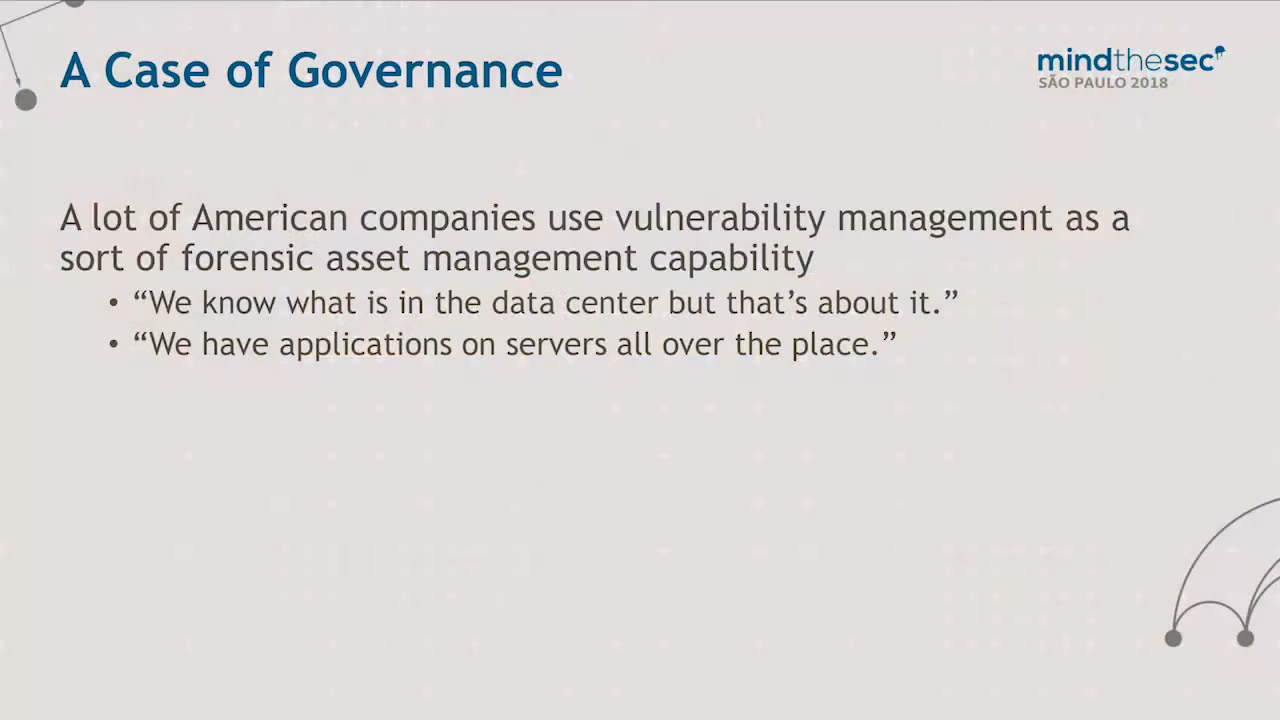 A Case of Governance
mindthesec
SÃO PAULO 2018
A lot of American companies use vulnerability management as a
sort of forensic asset management capability
• “We know what is in the data center but that’s about it.”
• “We have applications on servers all over the place.”